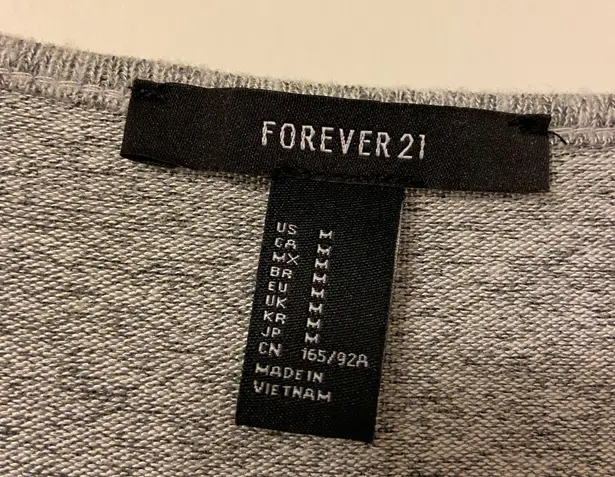 FOREVER 21
US M
CA M
MX M
BR M
EU M
UK M
KR M
JP M
CN 165/92A
MADE IN
VIETNAM